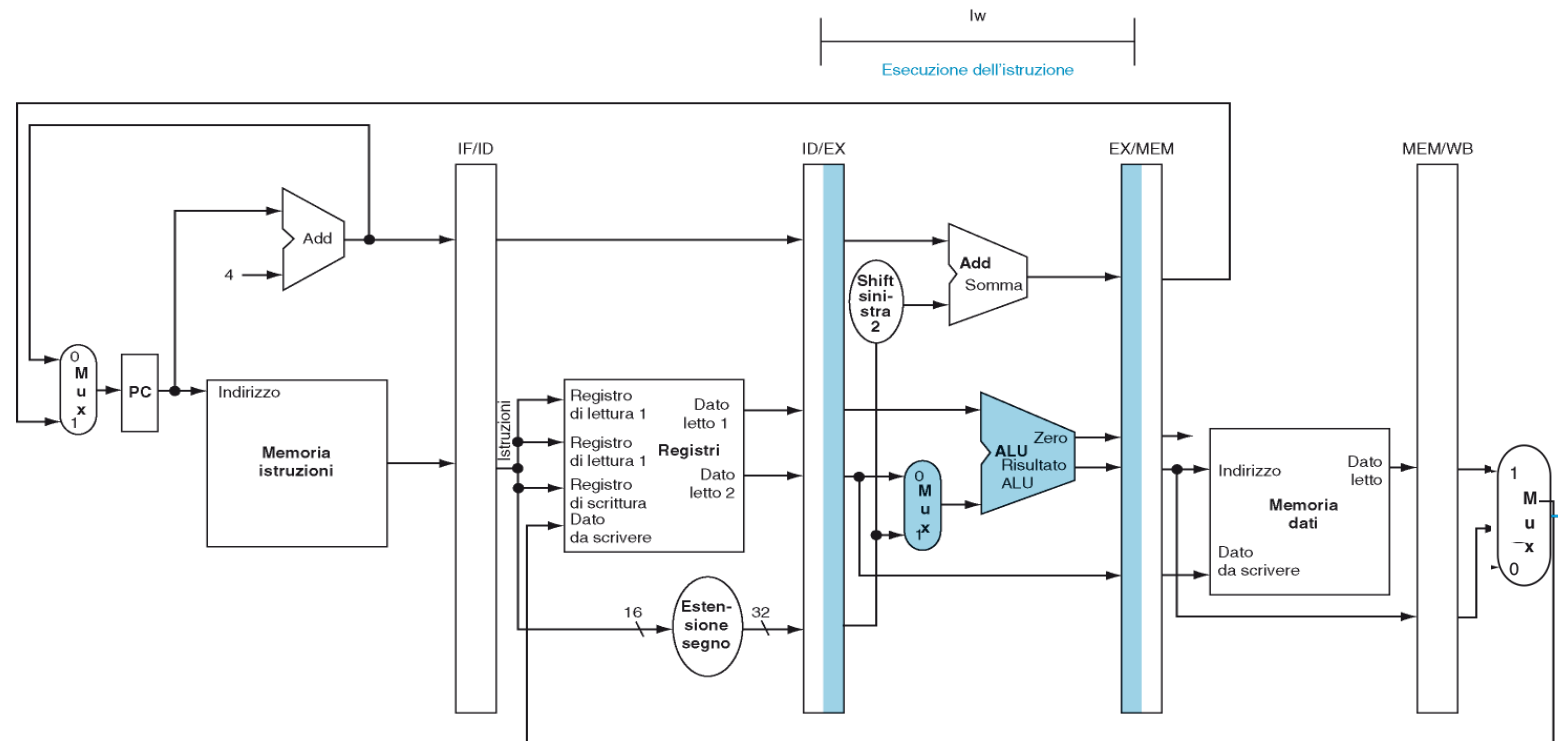 lw
Esecuzione dell'istruzione
IF/ID
ID/EX
EX/MEM
MEM/WB
Add
4
Add
Somma
Shift
sini-
stra
2
0
M
u
x
1
PC
Indirizzo
Memoria
istruzioni
Istruzioni
Registro
di lettura 1
Registro
di lettura 1
Registro
di scrittura
Dato
da scrivere
Registri
Dato
letto 1
Dato
letto 2
0
M
u
x
1
ALU
Zero
Risultato
ALU
Indirizzo
Dato
letto
Memoria
dati
Dato
da scrivere
1
M
u
x
0
16
Esten-
sione
segno
32